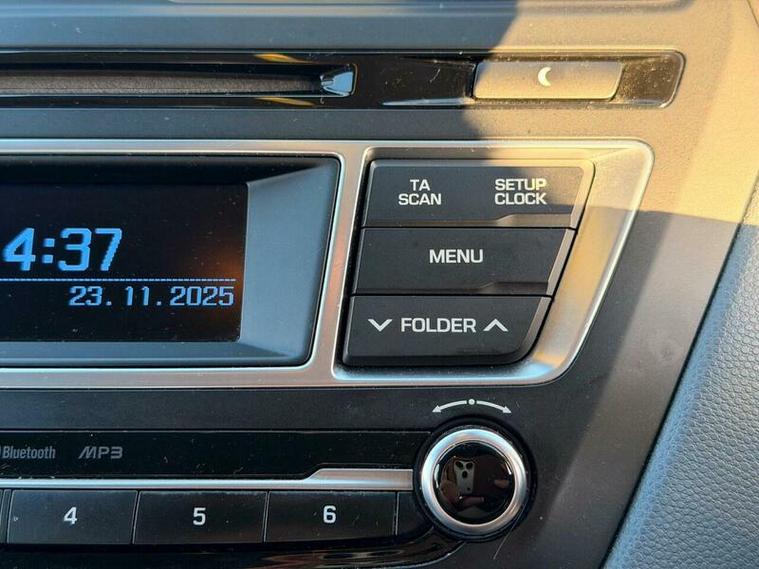 TA
SCAN
SETUP
CLOCK
4:37
MENU
23.11.2025
FOLDER
Bluetooth MP3
4 5 6